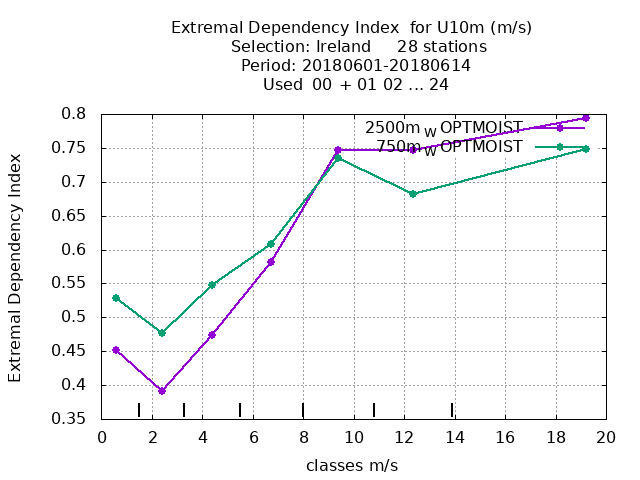 Extremal Dependency Index for U10m (m/s)
Selection: Ireland 28 stations
Period: 20180601-20180614
Used 00 + 01 02 ... 24
Extremal Dependency Index
0.8
0.75
0.7
0.65
0.6
0.55
0.5
0.45
0.4
0.35
2500m W OPTMOIST
750m W OPTMOIST
0 2 4 6 8 10 12 14 16 18 20
classes m/s